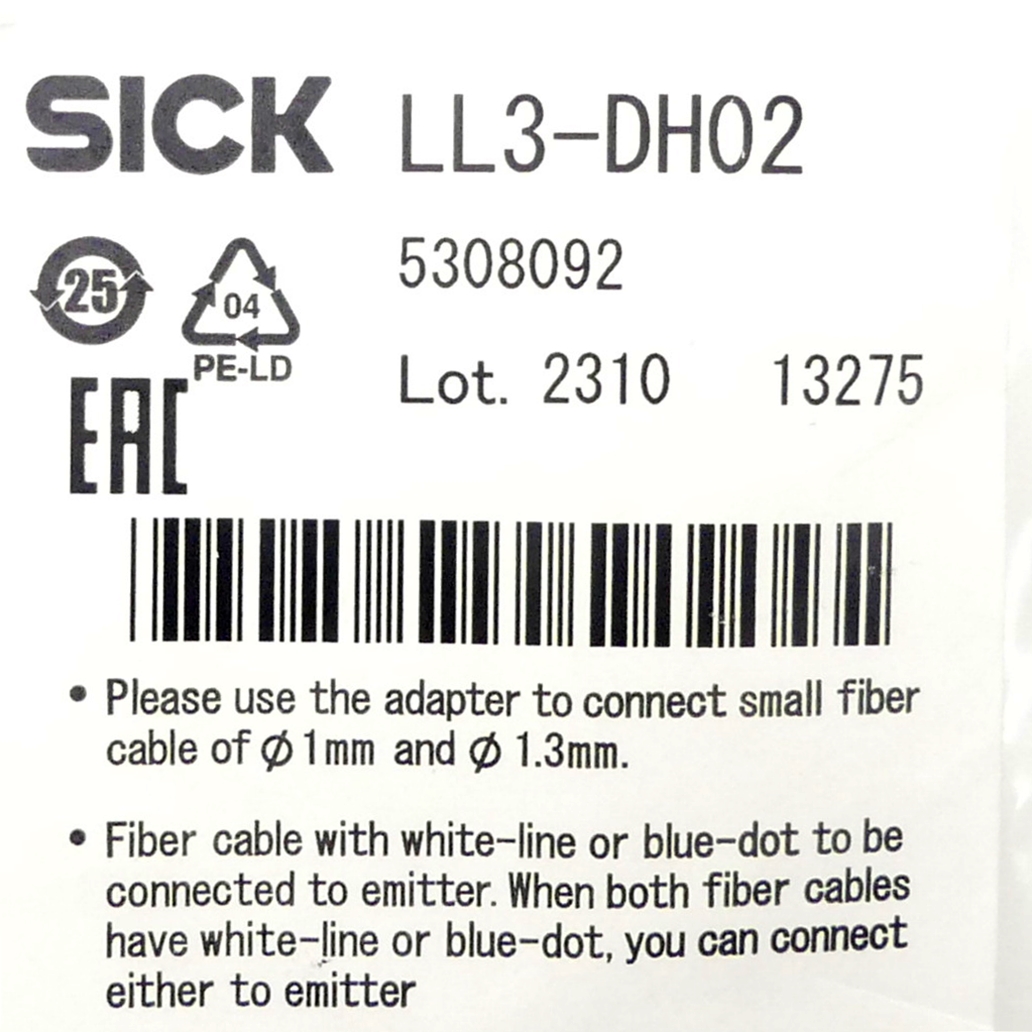 SICK LL3-DH02
25
04
PE-LD
5308092
Lot. 2310 13275
EAC
• Please use the adapter to connect small fiber
cable of ϕ 1mm and ϕ 1.3mm.
• Fiber cable with white-line or blue-dot to be
connected to emitter. When both fiber cables
have white-line or blue-dot, you can connect
either to emitter